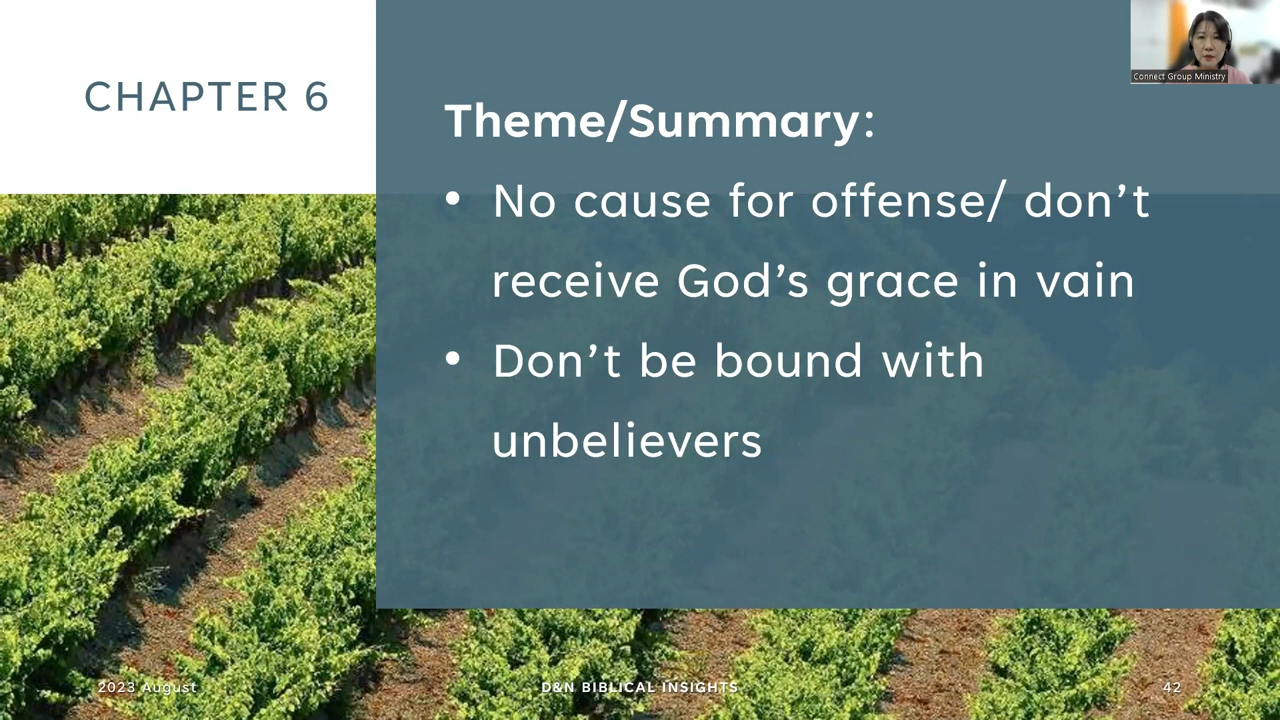 CHAPTER 6
Connect Group Ministry
Theme/Summary:
• No cause for offense/ don’t
receive God’s grace in vain
• Don’t be bound with
unbelievers
2023 August
D&N BIBLICAL INSIGHTS
42